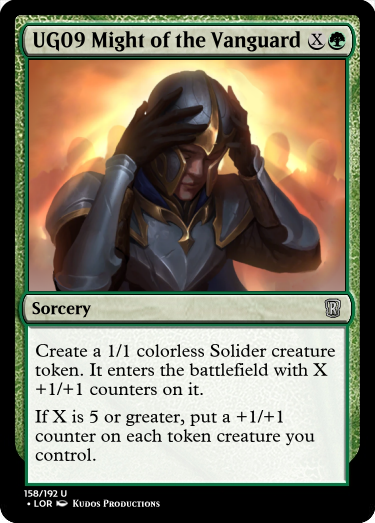 UG09 Might of the Vanguard X
Sorcery
Create a 1/1 colorless Solider creature
token. It enters the battlefield with X
+1/+1 counters on it.
If X is 5 or greater, put a +1/+1
counter on each token creature you
control.
158/192 U
• LOR Kudos Productions